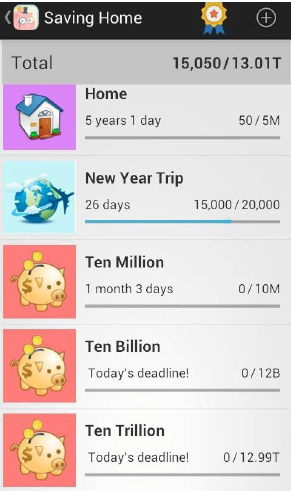 Saving Home
Total 15,050/13.01T
Home
5 years 1 day 50/5M
New Year Trip
26 days 15,000/20,000
Ten Million
1 month 3 days 0/10M
Ten Billion
Today's deadline! 0/12B
Ten Trillion
Today's deadline! 0/12.99T